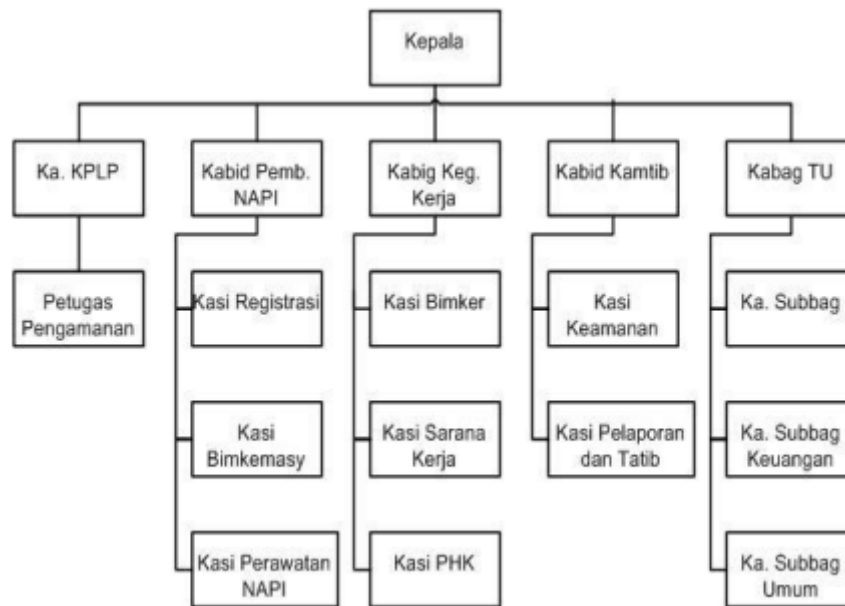 Kepala
Ka. KPLP
Kabid Pemb.
NAPI
Kabig Keg.
Kerja
Kabid Kamtib
Kabag TU
Petugas
Pengamanan
Kasi Registrasi
Kasi Bimker
Kasi
Keamanan
Ka. Subbag
Kasi
Bimkemasy
Kasi Sarana
Kerja
Kasi Pelaporan
dan Tatib
Ka. Subbag
Keuangan
Kasi Perawatan
NAPI
Kasi PHK
Ka. Subbag
Umum